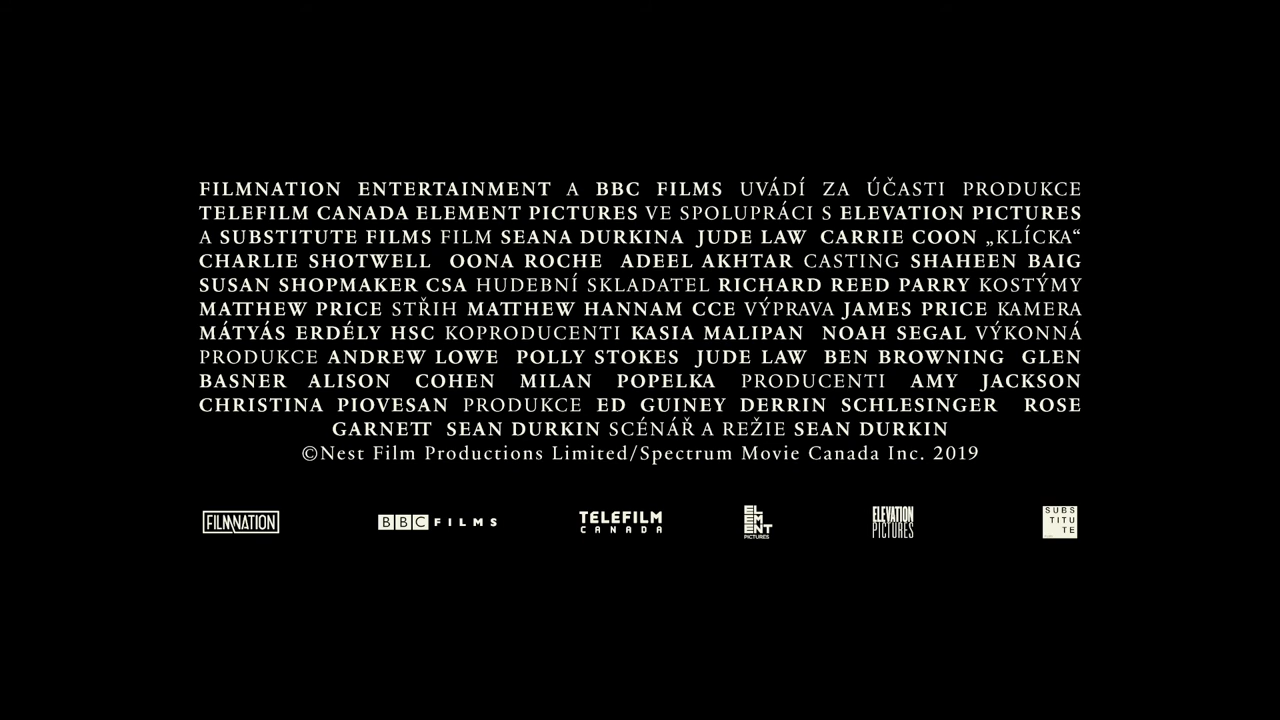 FILMNATION ENTERTAINMENT A BBC FILMS UVÁDÍ ZA ÚČASTI PRODUKCE
TELEFILM CANADA ELEMENT PICTURES VE SPOLUPRÁCI S ELEVATION PICTURES
A SUBSTITUTE FILMS FILM SEANA DURKINA JUDE LAW CARRIE COON „KLÍCKA“
CHARLIE SHOTWELL OONA ROCHE ADEEL AKHTAR CASTING SHAHEEN BAIG
SUSAN SHOPMAKER CSA HUDEBNÍ SKLADATEL RICHARD REED PARRY KOSTÝMY
MATTHEW PRICE STŘIH MATTHEW HANNAM CCE VÝPRAVA JAMES PRICE KAMERA
MÁTYÁS ERDÉLY HSC KOPRODUCENTI KASIA MALIPAN NOAH SEGAL VÝKONNÁ
PRODUKCE ANDREW LOWE POLLY STOKES JUDE LAW BEN BROWNING GLEN
BASNER ALISON COHEN MILAN POPELKA PRODUCENTI AMY JACKSON
CHRISTINA PIOVESAN PRODUKCE ED GUINEY DERRIN SCHLESINGER ROSE
GARNETT SEAN DURKIN SCÉNÁŘ A REŽIE SEAN DURKIN
©Nest Film Productions Limited/Spectrum Movie Canada Inc. 2019
FILMNATION
BBC FILMS
TELEFILM
CANADA
ELEMENT
PICTURES
ELEVATION
PICTURES
SUBS
TITU
TE